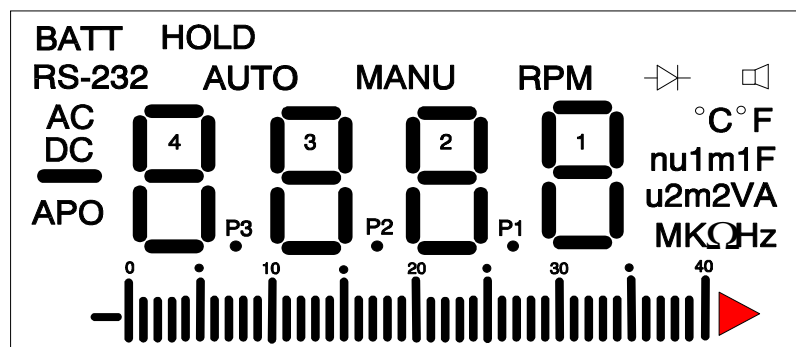 BATT HOLD
RS-232 AUTO MANU RPM
AC
DC
APO
4 3 2 1
P3 P2 P1
°C°F
nu1m1F
u2m2VA
MKΩHz
0 10 20 30 40